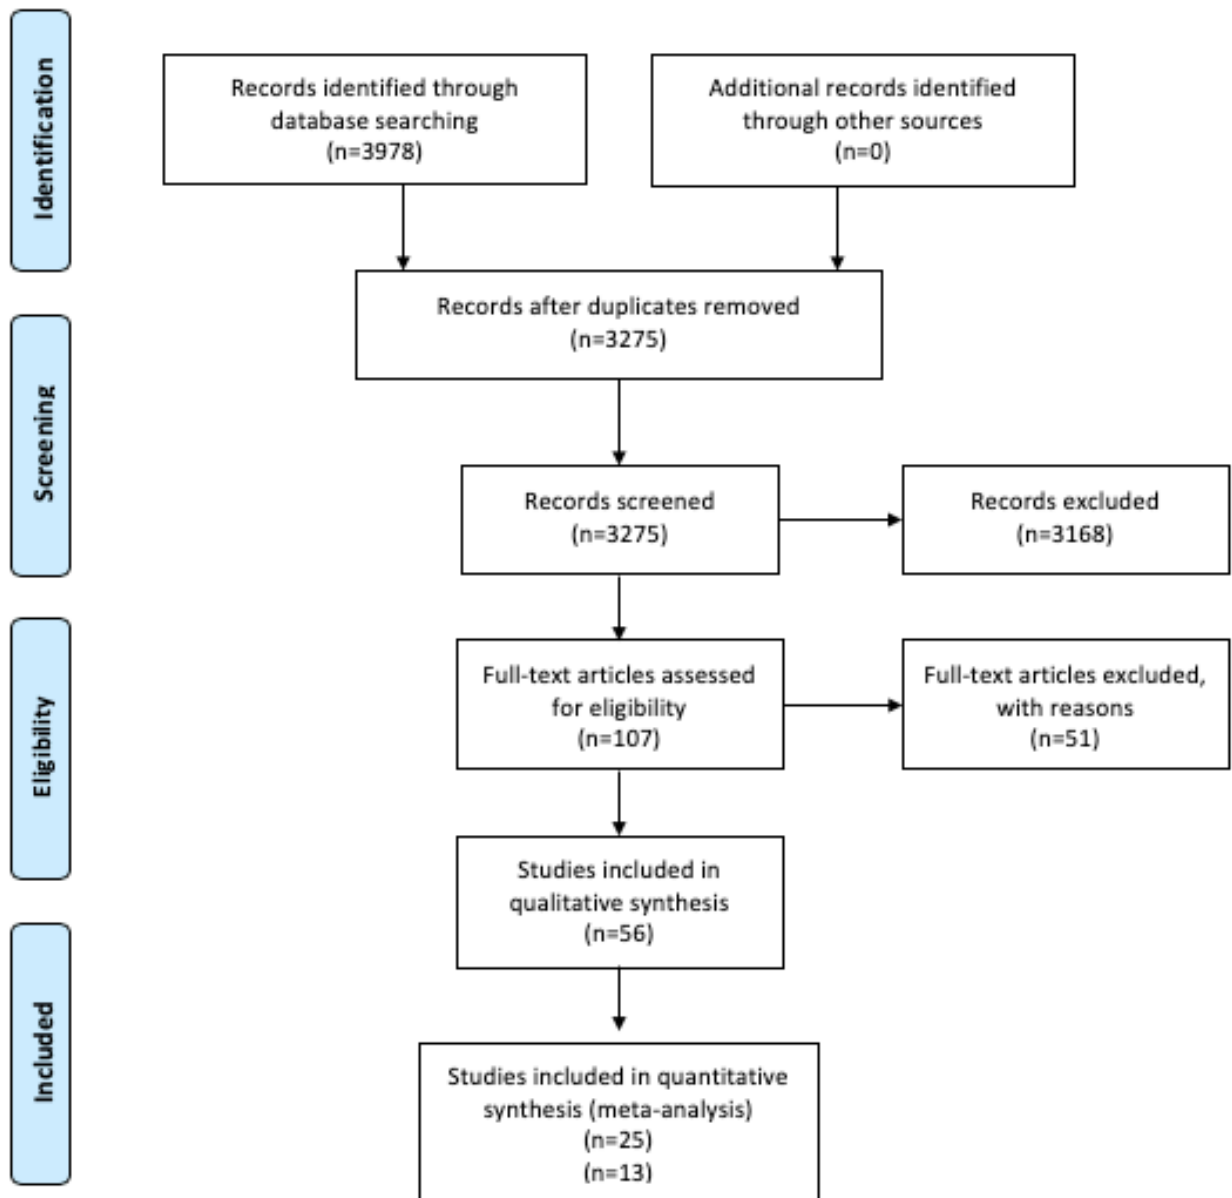 Identification
Records identified through
database searching
(n=3978)
Additional records identified
through other sources
(n=0)
Records after duplicates removed
(n=3275)
Screening
Records screened
(n=3275)
Records excluded
(n=3168)
Eligibility
Full-text articles assessed
for eligibility
(n=107)
Full-text articles excluded,
with reasons
(n=51)
Studies included in
qualitative synthesis
(n=56)
Included
Studies included in quantitative
synthesis (meta-analysis)
(n=25)
(n=13)